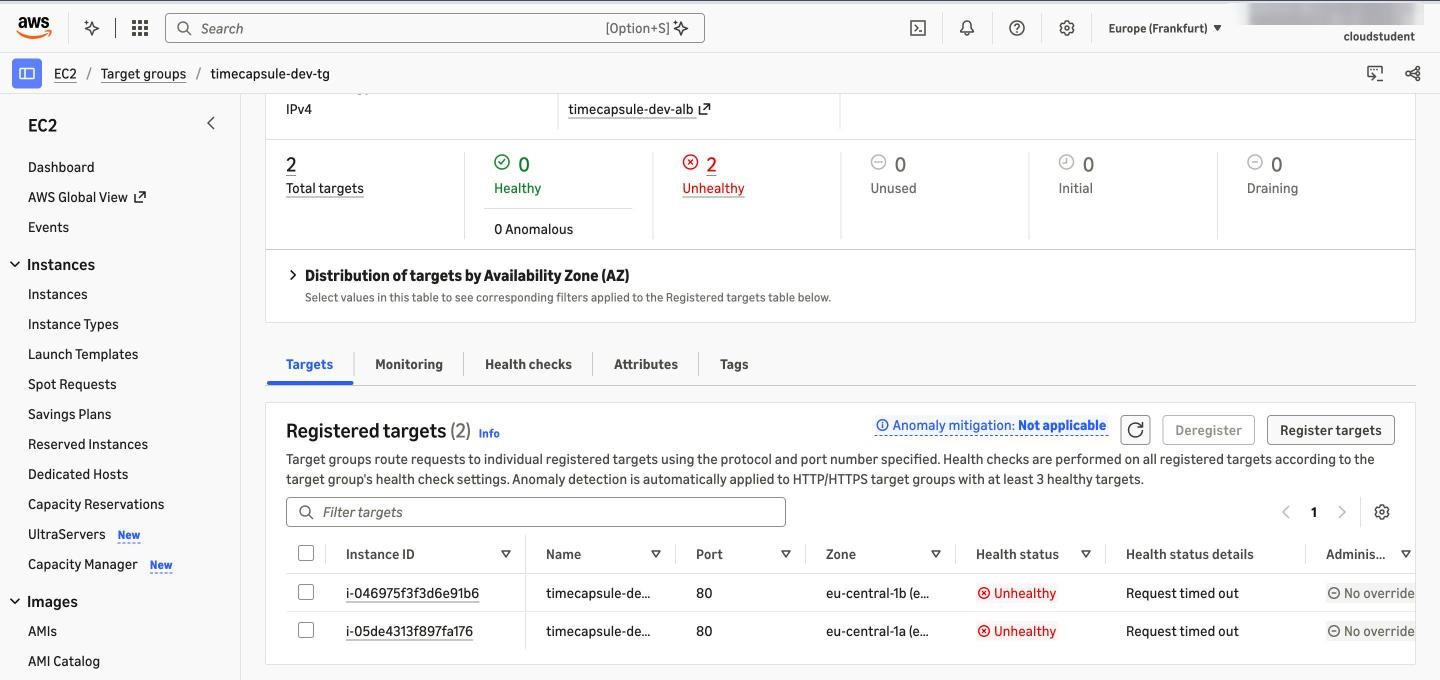 aws
Search [Option+S]
Europe (Frankfurt)
cloudstudent
EC2 / Target groups / timecapsule-dev-tg
EC2
Dashboard
AWS Global View
Events
Instances
Instances
Instance Types
Launch Templates
Spot Requests
Savings Plans
Reserved Instances
Dedicated Hosts
Capacity Reservations
UltraServers New
Capacity Manager New
Images
AMIs
AMI Catalog
IPv4
timecapsule-dev-alb
2
Total targets
0
Healthy
0 Anomalous
2
Unhealthy
0
Unused
0
Initial
0
Draining
Distribution of targets by Availability Zone (AZ)
Select values in this table to see corresponding filters applied to the Registered targets table below.
Targets Monitoring Health checks Attributes Tags
Registered targets (2) Info
Anomaly mitigation: Not applicable
Deregister
Register targets
Target groups route requests to individual registered targets using the protocol and port number specified. Health checks are performed on all registered targets according to the
target group's health check settings. Anomaly detection is automatically applied to HTTP/HTTPS target groups with at least 3 healthy targets.
Filter targets
1
Instance ID Name Port Zone Health status Health status details Adminis...
i-046975f3f3d6e91b6 timecapsule-de... 80 eu-central-1b (e... Unhealthy Request timed out No override
i-05de4313f897fa176 timecapsule-de... 80 eu-central-1a (e... Unhealthy Request timed out No override